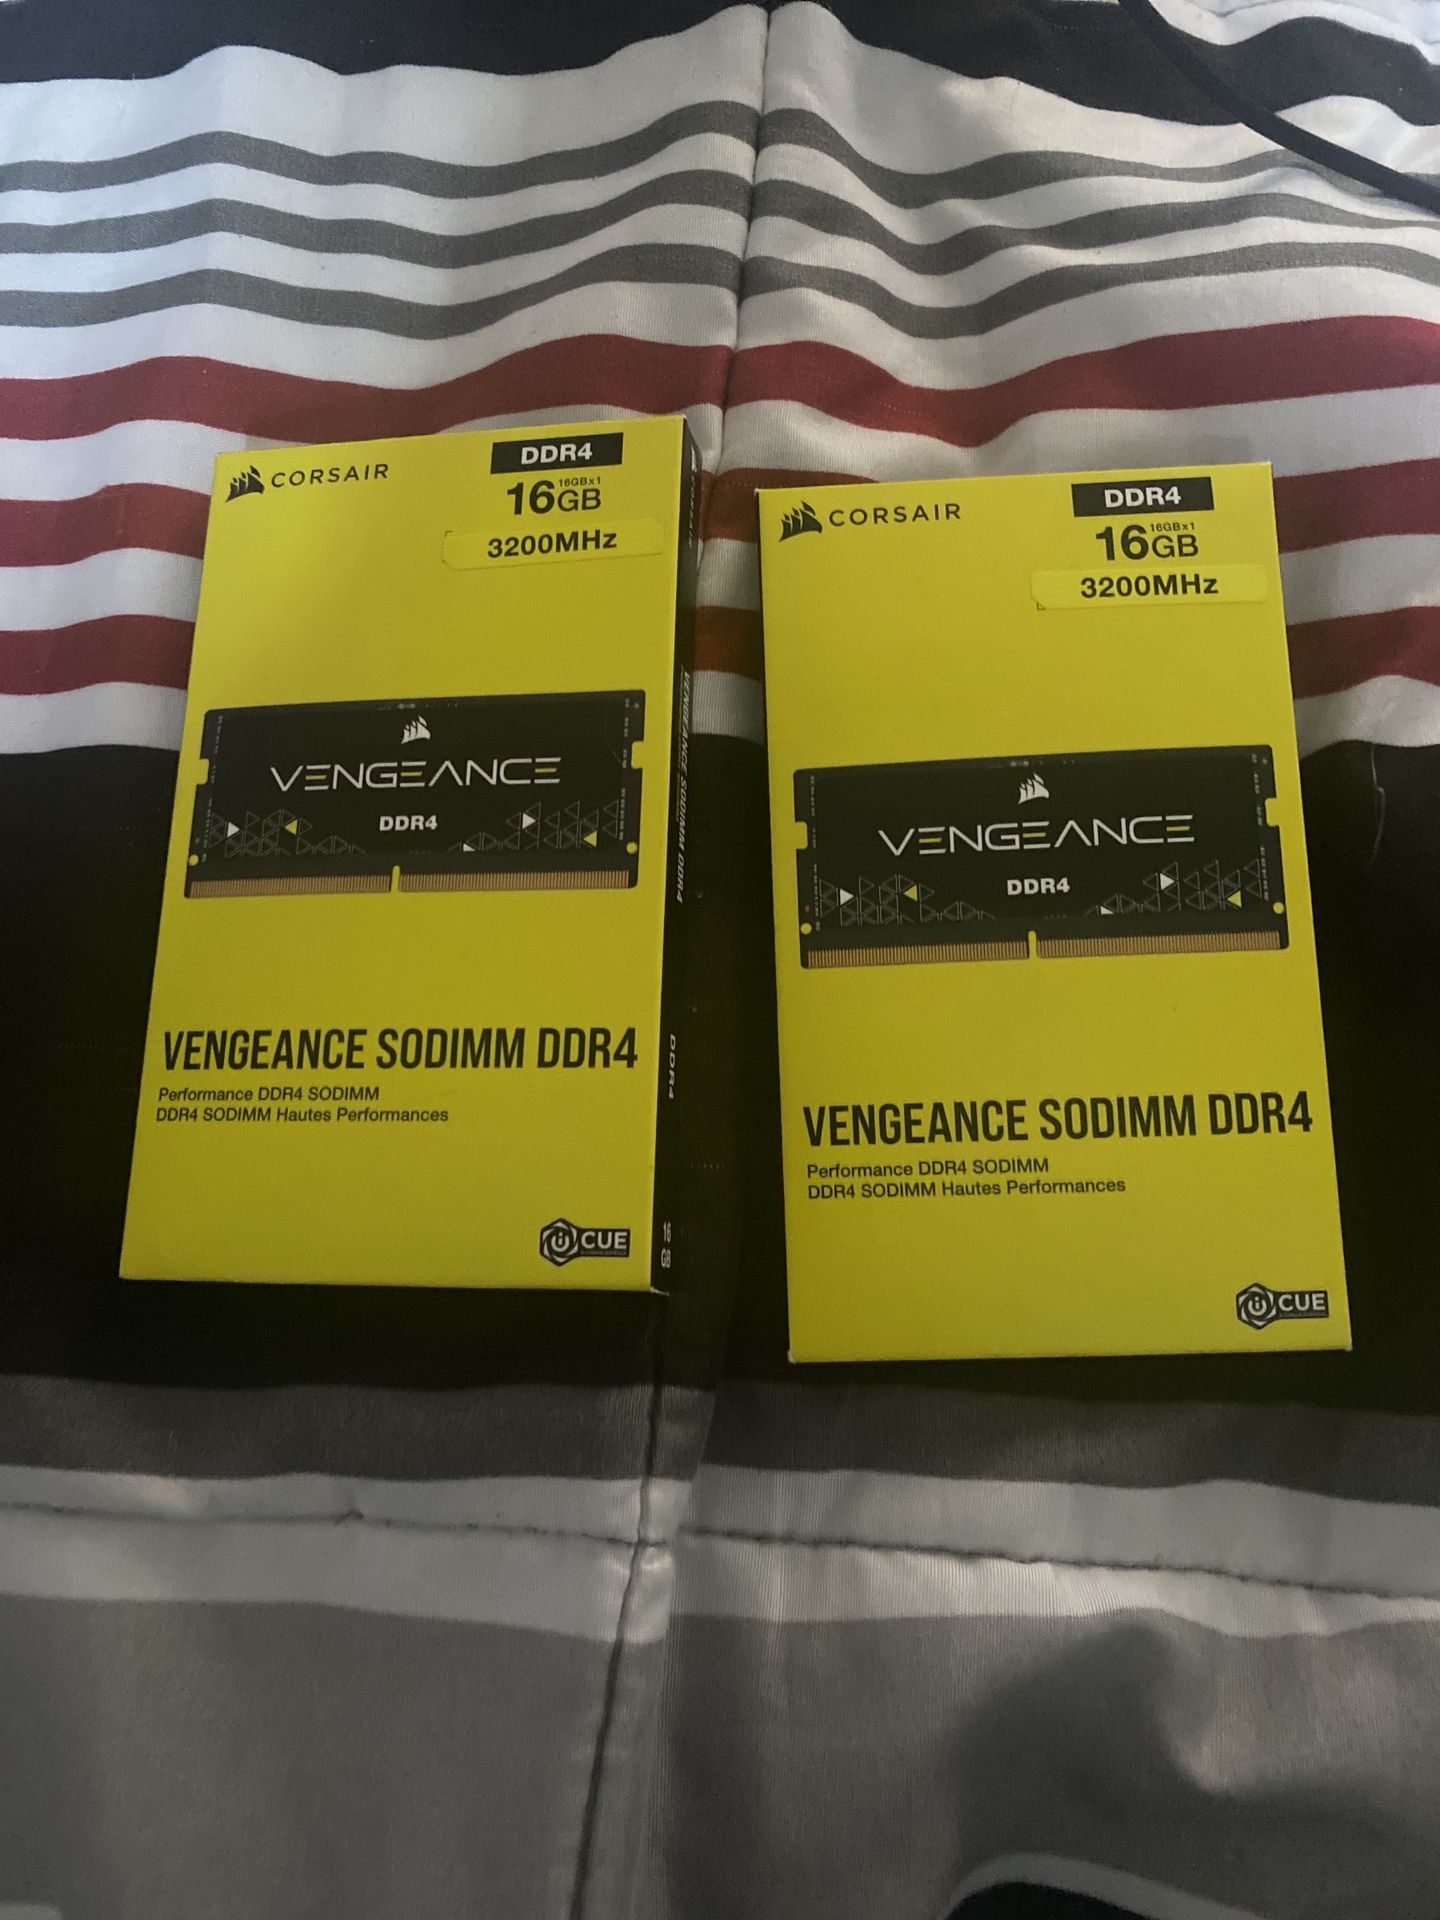 CORSAIR
DDR4
16GBx1
16GB
3200MHz
VENGEANCE
DDR4
VENGEANCE SODIMM DDR4
Performance DDR4 SODIMM
DDR4 SODIMM Hautes Performances
iCUE
VENGEANCE SODIMM DDR4
DDR4
16 GB
CORSAIR
DDR4
16GBx1
16GB
3200MHz
VENGEANCE
DDR4
VENGEANCE SODIMM DDR4
Performance DDR4 SODIMM
DDR4 SODIMM Hautes Performances
iCUE